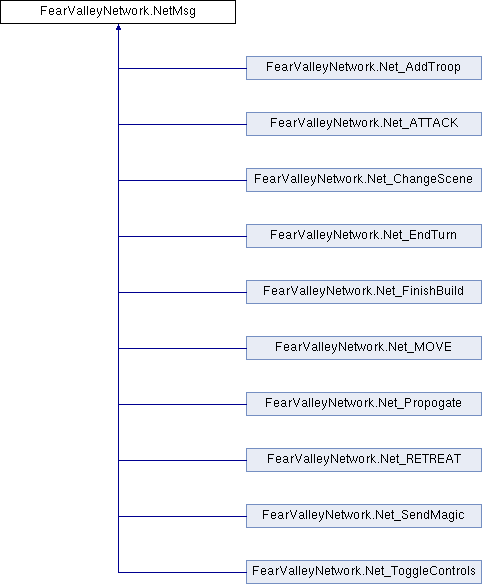 FearValleyNetwork.NetMsg
FearValleyNetwork.Net_AddTroop
FearValleyNetwork.Net_ATTACK
FearValleyNetwork.Net_ChangeScene
FearValleyNetwork.Net_EndTurn
FearValleyNetwork.Net_FinishBuild
FearValleyNetwork.Net_MOVE
FearValleyNetwork.Net_Propogate
FearValleyNetwork.Net_RETREAT
FearValleyNetwork.Net_SendMagic
FearValleyNetwork.Net_ToggleControls